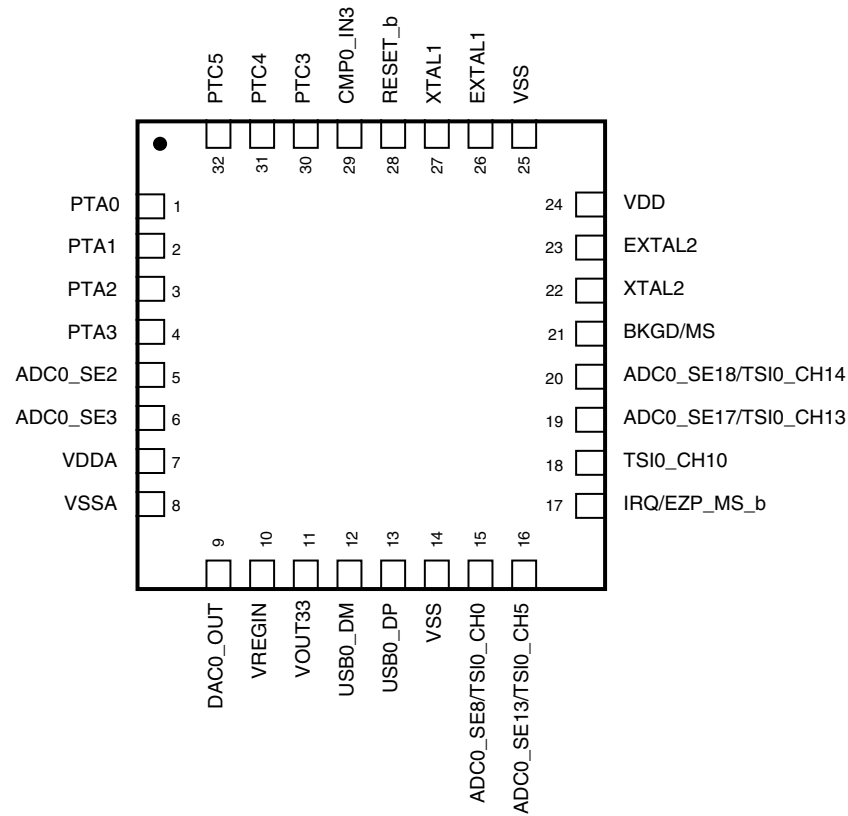 PTC5
PTC4
PTC3
CMP0_IN3
RESET_b
XTAL1
EXTAL1
VSS
32
31
30
29
28
27
26
25
PTA0 1
PTA1 2
PTA2 3
PTA3 4
ADC0_SE2 5
ADC0_SE3 6
VDDA 7
VSSA 8
24 VDD
23 EXTAL2
22 XTAL2
21 BKGD/MS
20 ADC0_SE18/TSI0_CH14
19 ADC0_SE17/TSI0_CH13
18 TSI0_CH10
17 IRQ/EZP_MS_b
9
10
11
12
13
14
15
16
DAC0_OUT
VREGIN
VOUT33
USB0_DM
USB0_DP
VSS
ADC0_SE8/TSI0_CH0
ADC0_SE13/TSI0_CH5